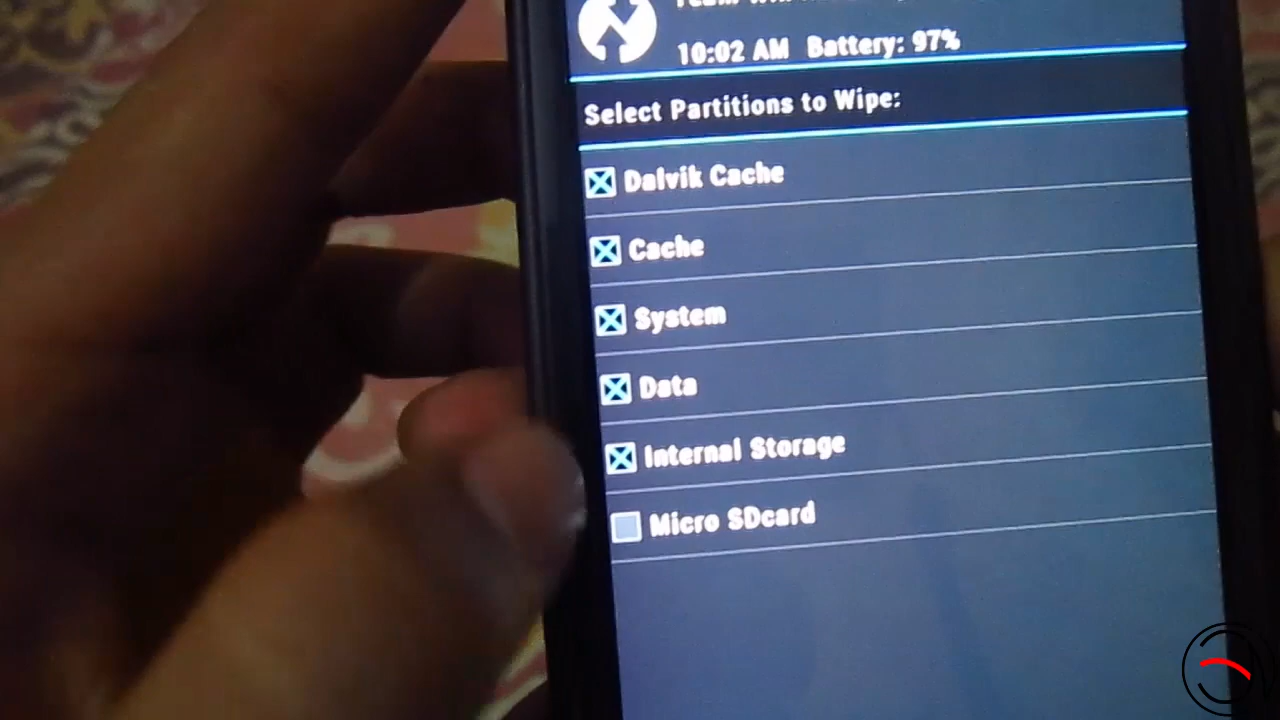 10:02 AM Battery: 97%
Select Partitions to Wipe:
Dalvik Cache
Cache
System
Data
Internal Storage
Micro SDcard